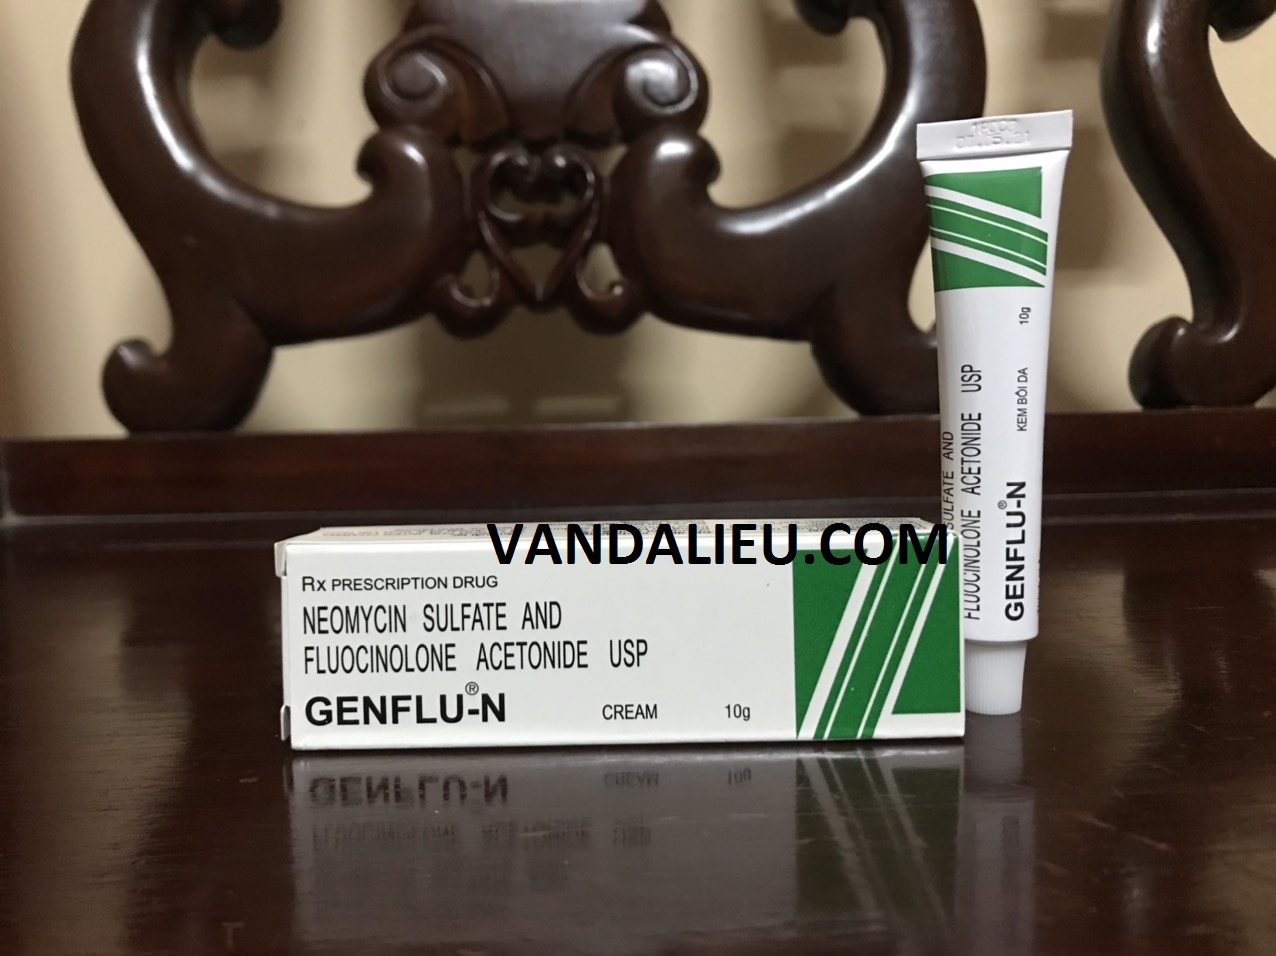 VANDALIEU.COM
Rx PRESCRIPTION DRUG
NEOMYCIN SULFATE AND
FLUOCINOLONE ACETONIDE USP
GENFLU-N®
CREAM 10g
SULFATE AND
FLUOCINOLONE ACETONIDE USP
GENFLU-N®
KEM BÔI DA 10g